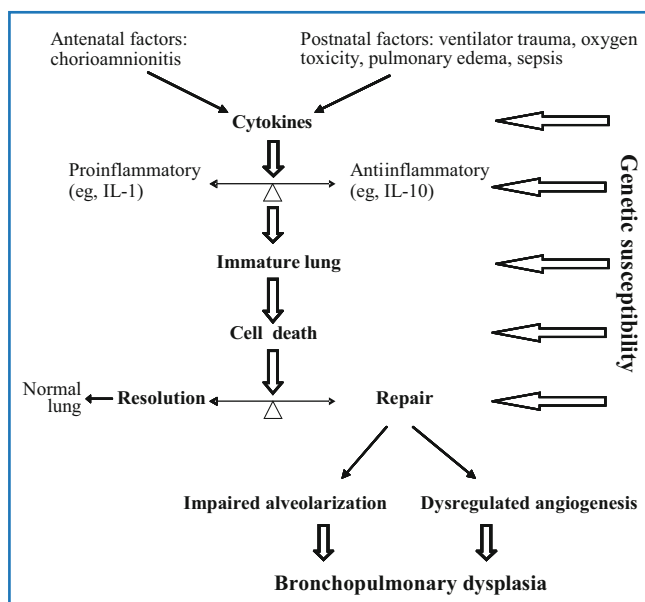 Antenatal factors:
chorioamnionitis
Postnatal factors: ventilator trauma, oxygen
toxicity, pulmonary edema, sepsis
Cytokines
Proinflammatory
(eg, IL-1)
Antiinflammatory
(eg, IL-10)
Immature lung
Cell death
Normal
lung
Resolution
Repair
Impaired alveolarization
Dysregulated angiogenesis
Bronchopulmonary dysplasia
Genetic susceptibility